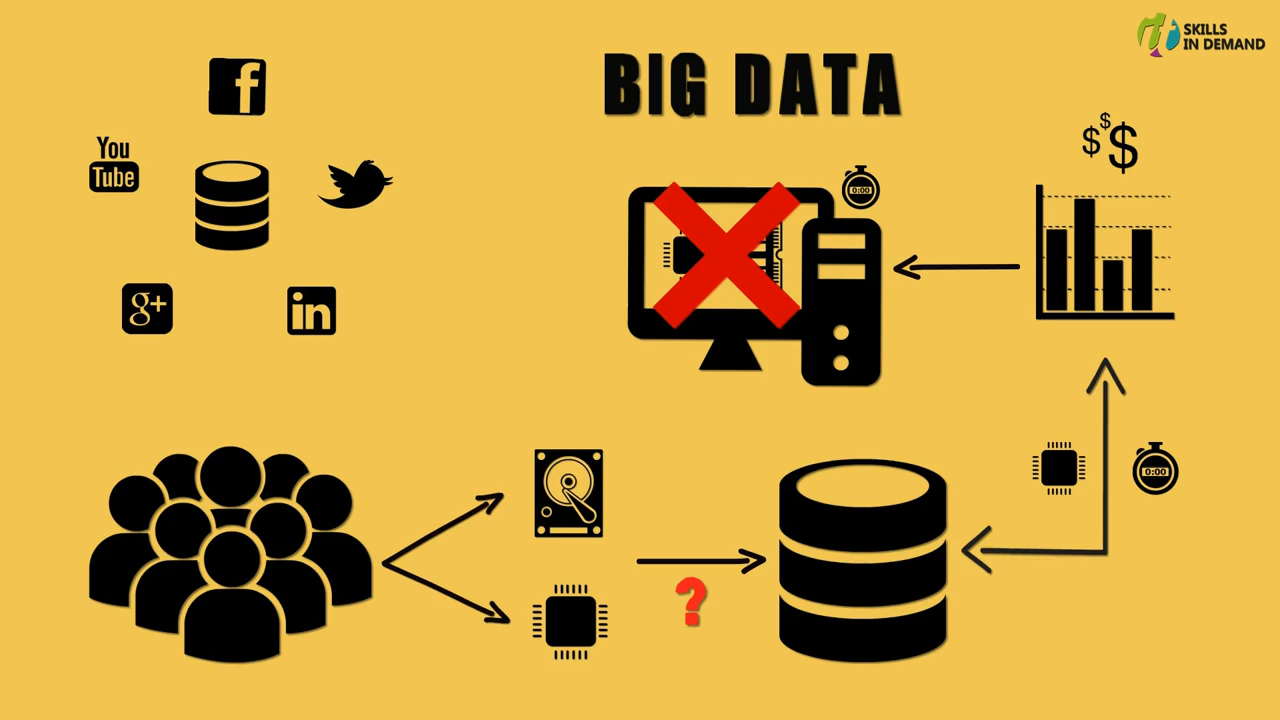 SKILLS
IN DEMAND
BIG DATA
f
You
Tube
g+
in
$ $ $
0:00
0:00
?